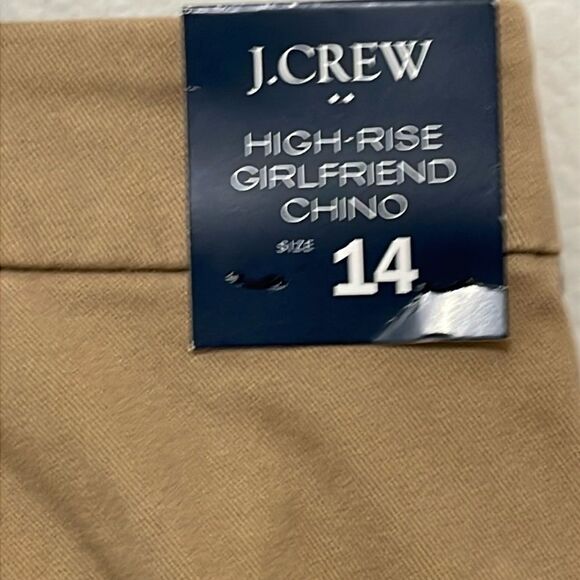 J.CREW
HIGH-RISE
GIRLFRIEND
CHINO
SIZE 14